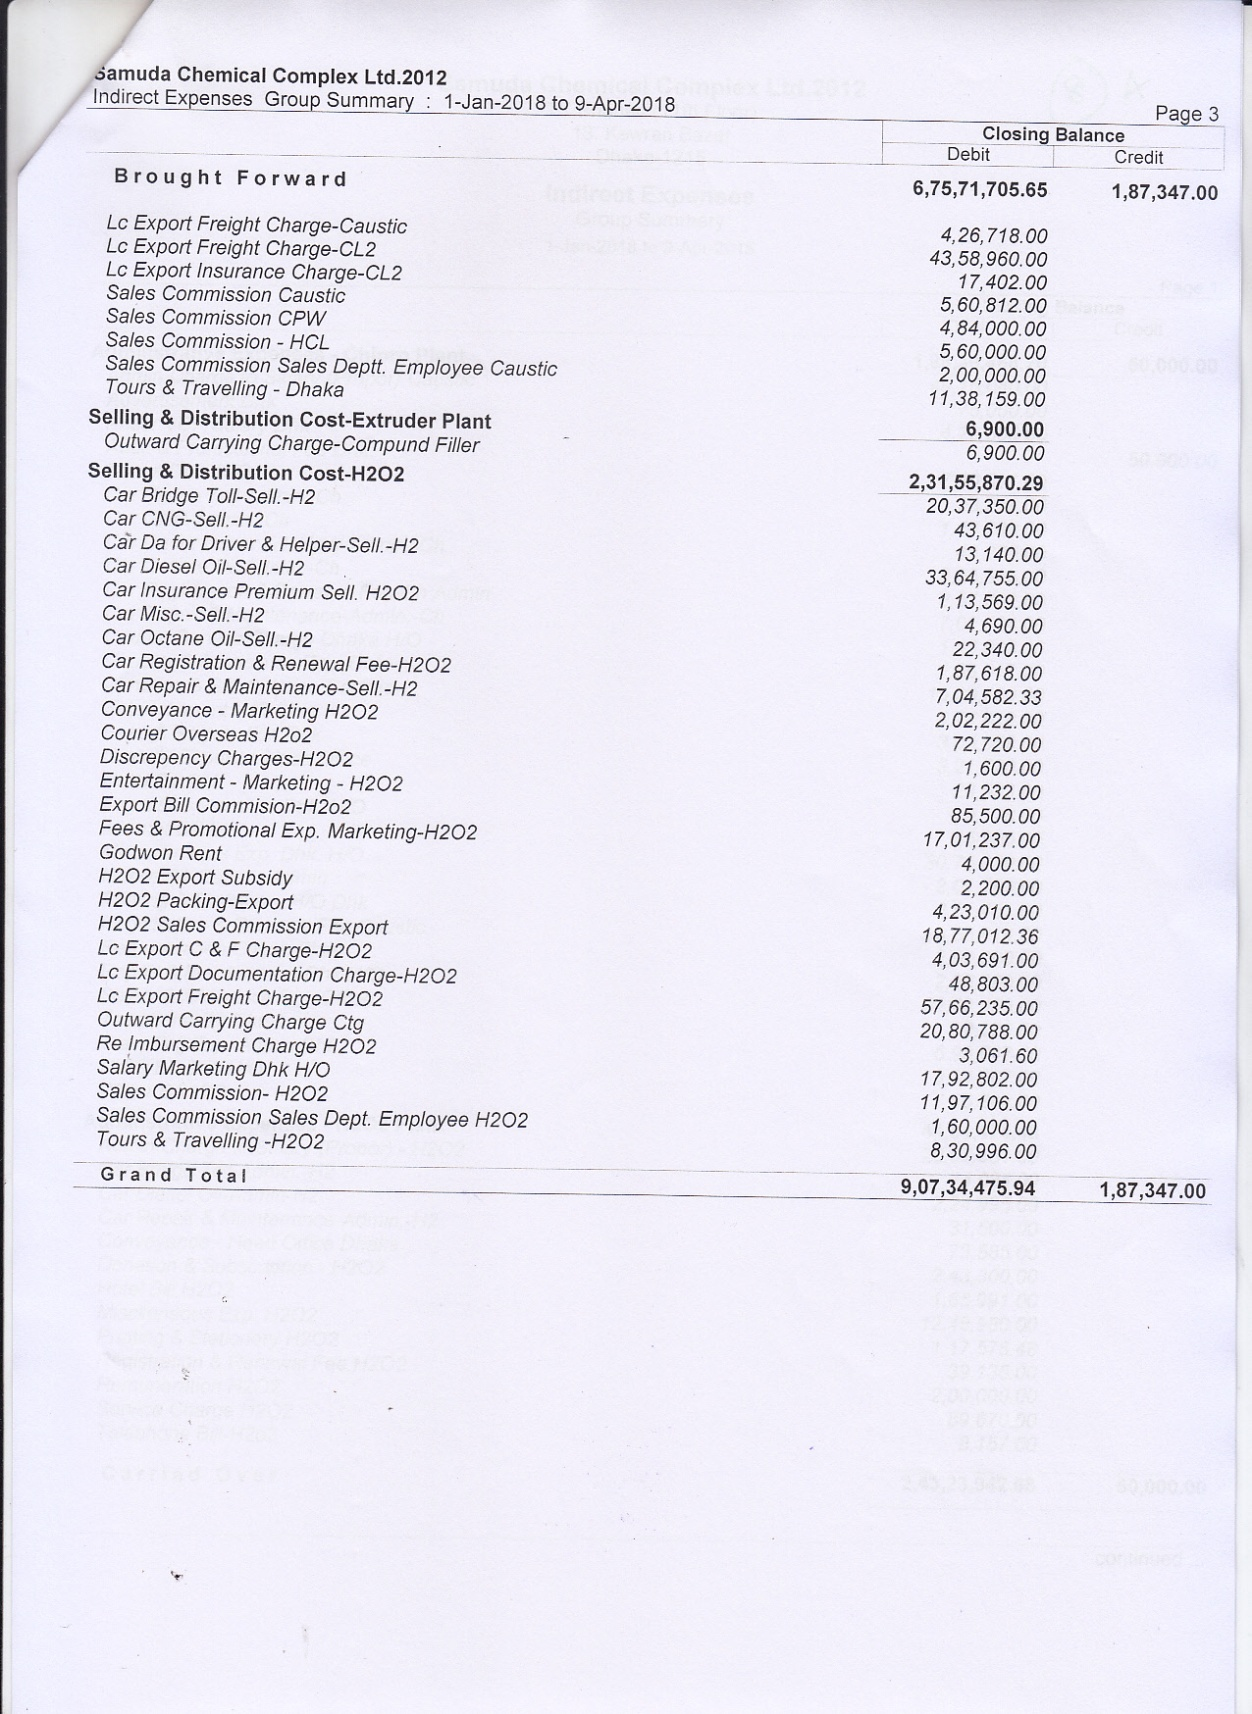 Samuda Chemical Complex Ltd.2012
Indirect Expenses Group Summary : 1-Jan-2018 to 9-Apr-2018
Page 3
Closing Balance
Debit Credit
Brought Forward 6,75,71,705.65 1,87,347.00
Lc Export Freight Charge-Caustic 4,26,718.00
Lc Export Freight Charge-CL2 43,58,960.00
Lc Export Insurance Charge-CL2 17,402.00
Sales Commission Caustic 5,60,812.00
Sales Commission CPW 4,84,000.00
Sales Commission - HCL 5,60,000.00
Sales Commission Sales Deptt. Employee Caustic 2,00,000.00
Tours & Travelling - Dhaka 11,38,159.00
Selling & Distribution Cost-Extruder Plant 6,900.00
Outward Carrying Charge-Compund Filler 6,900.00
Selling & Distribution Cost-H2O2 2,31,55,870.29
Car Bridge Toll-Sell.-H2 20,37,350.00
Car CNG-Sell.-H2 43,610.00
Car Da for Driver & Helper-Sell.-H2 13,140.00
Car Diesel Oil-Sell.-H2 33,64,755.00
Car Insurance Premium Sell. H2O2 1,13,569.00
Car Misc.-Sell.-H2 4,690.00
Car Octane Oil-Sell.-H2 22,340.00
Car Registration & Renewal Fee-H2O2 1,87,618.00
Car Repair & Maintenance-Sell.-H2 7,04,582.33
Conveyance - Marketing H2O2 2,02,222.00
Courier Overseas H2o2 72,720.00
Discrepency Charges-H2O2 1,600.00
Entertainment - Marketing - H2O2 11,232.00
Export Bill Commision-H2o2 85,500.00
Fees & Promotional Exp. Marketing-H2O2 17,01,237.00
Godwon Rent 4,000.00
H2O2 Export Subsidy 2,200.00
H2O2 Packing-Export 4,23,010.00
H2O2 Sales Commission Export 18,77,012.36
Lc Export C & F Charge-H2O2 4,03,691.00
Lc Export Documentation Charge-H2O2 48,803.00
Lc Export Freight Charge-H2O2 57,66,235.00
Outward Carrying Charge Ctg 20,80,788.00
Re Imbursement Charge H2O2 3,061.60
Salary Marketing Dhk H/O 17,92,802.00
Sales Commission- H2O2 11,97,106.00
Sales Commission Sales Dept. Employee H2O2 1,60,000.00
Tours & Travelling -H2O2 8,30,996.00
Grand Total 9,07,34,475.94 1,87,347.00